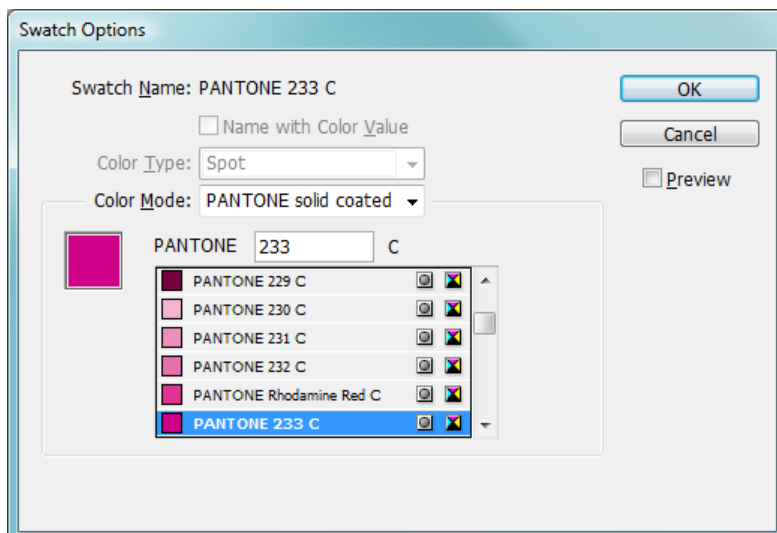 Swatch Options
Swatch Name: PANTONE 233 C
OK
Name with Color Value
Cancel
Color Type: Spot
Preview
Color Mode: PANTONE solid coated
PANTONE 233 C
PANTONE 229 C
PANTONE 230 C
PANTONE 231 C
PANTONE 232 C
PANTONE Rhodamine Red C
PANTONE 233 C